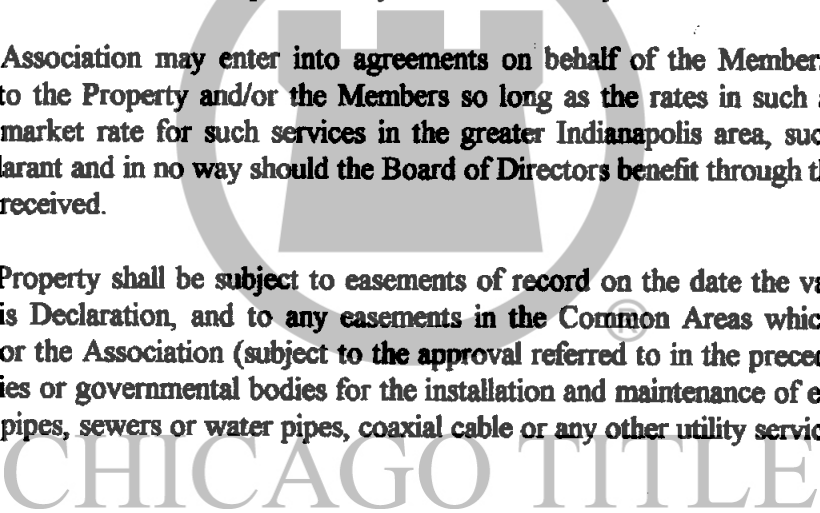 Association may enter into agreements on behalf of the Member
to the Property and/or the Members so long as the rates in such
market rate for such services in the greater Indianapolis area, suc
larant and in no way should the Board of Directors benefit through th
received.
Property shall be subject to easements of record on the date the va
is Declaration, and to any easements in the Common Areas whic
or the Association (subject to the approval referred to in the preced
ies or governmental bodies for the installation and maintenance of e
pipes, sewers or water pipes, coaxial cable or any other utility servic
®
CHICAGO TITLE